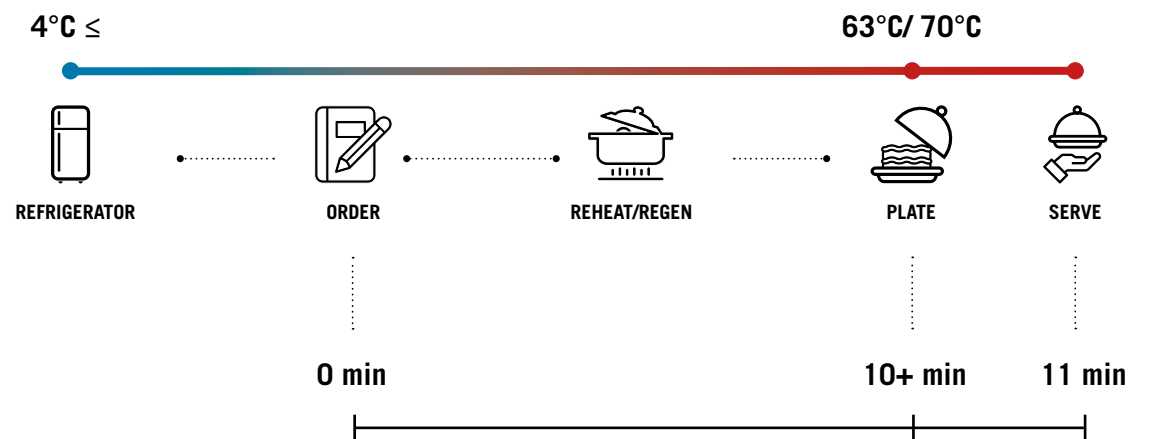 4°C ≤
63°C/ 70°C
REFRIGERATOR
ORDER
REHEAT/REGEN
PLATE
SERVE
0 min
10+ min
11 min